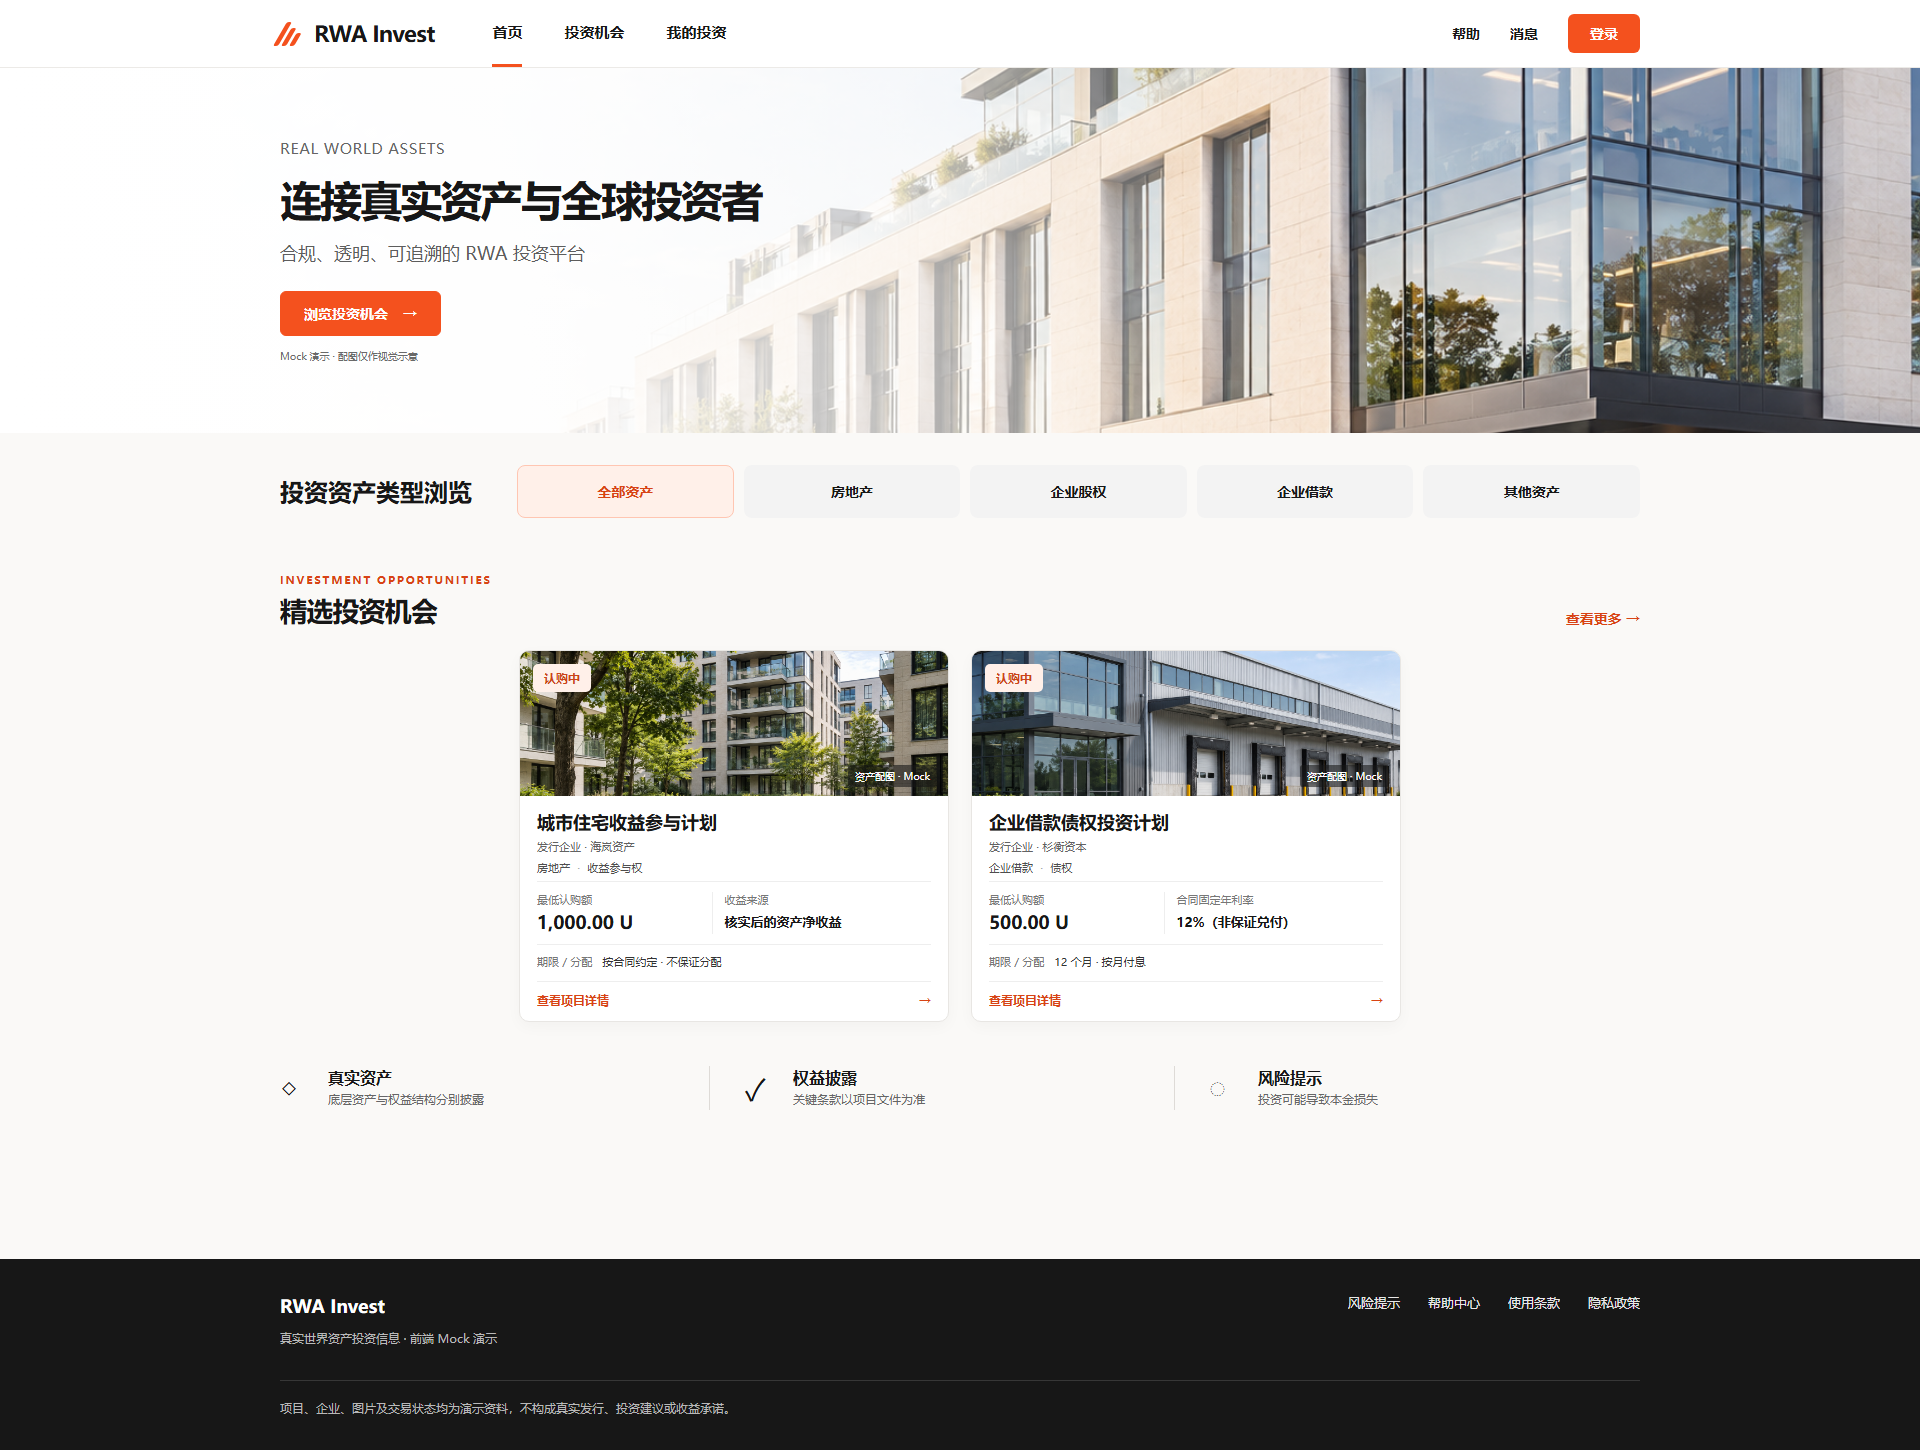 RWA Invest
首页 投资机会 我的投资
帮助 消息 登录
REAL WORLD ASSETS
连接真实资产与全球投资者
合规、透明、可追溯的 RWA 投资平台
浏览投资机会 →
Mock 演示 · 配图仅作视觉示意
投资资产类型浏览
全部资产 房地产 企业股权 企业借款 其他资产
INVESTMENT OPPORTUNITIES
精选投资机会
查看更多 →
认购中
资产配图 · Mock
城市住宅收益参与计划
发行企业 · 海岚资产
房地产 · 收益参与权
最低认购额
1,000.00 U
收益来源
核实后的资产净收益
期限 / 分配 按合同约定 · 不保证分配
查看项目详情 →
认购中
资产配图 · Mock
企业借款债权投资计划
发行企业 · 杉衡资本
企业借款 · 债权
最低认购额
500.00 U
合同固定年利率
12%（非保证兑付）
期限 / 分配 12 个月 · 按月付息
查看项目详情 →
真实资产
底层资产与权益结构分别披露
权益披露
关键条款以项目文件为准
风险提示
投资可能导致本金损失
RWA Invest
真实世界资产投资信息 · 前端 Mock 演示
风险提示 帮助中心 使用条款 隐私政策
项目、企业、图片及交易状态均为演示资料，不构成真实发行、投资建议或收益承诺。